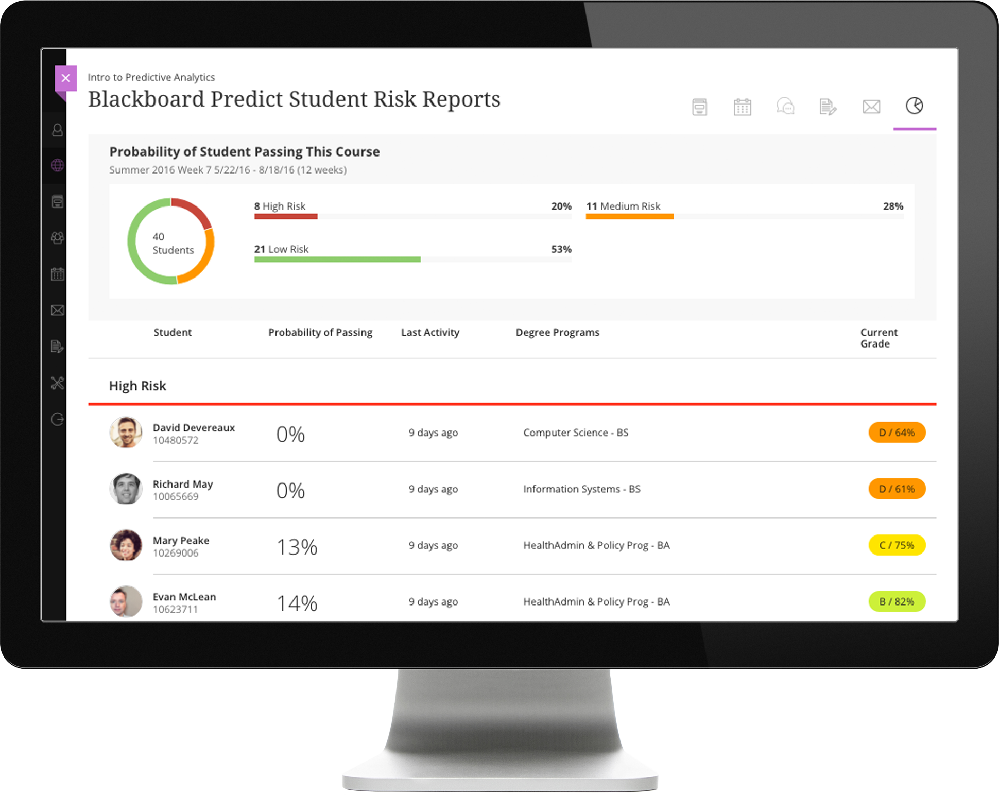 Intro to Predictive Analytics
Blackboard Predict Student Risk Reports
Probability of Student Passing This Course
Summer 2016 Week 7 5/22/16 - 8/18/16 (12 weeks)
40
Students
8 High Risk 20%
11 Medium Risk 28%
21 Low Risk 53%
Student Probability of Passing Last Activity Degree Programs Current
Grade
High Risk
David Devereaux
10480572
0% 9 days ago Computer Science - BS D / 64%
Richard May
10065669
0% 9 days ago Information Systems - BS D / 61%
Mary Peake
10269006
13% 9 days ago HealthAdmin & Policy Prog - BA C / 75%
Evan McLean
10623711
14% 9 days ago HealthAdmin & Policy Prog - BA B / 82%